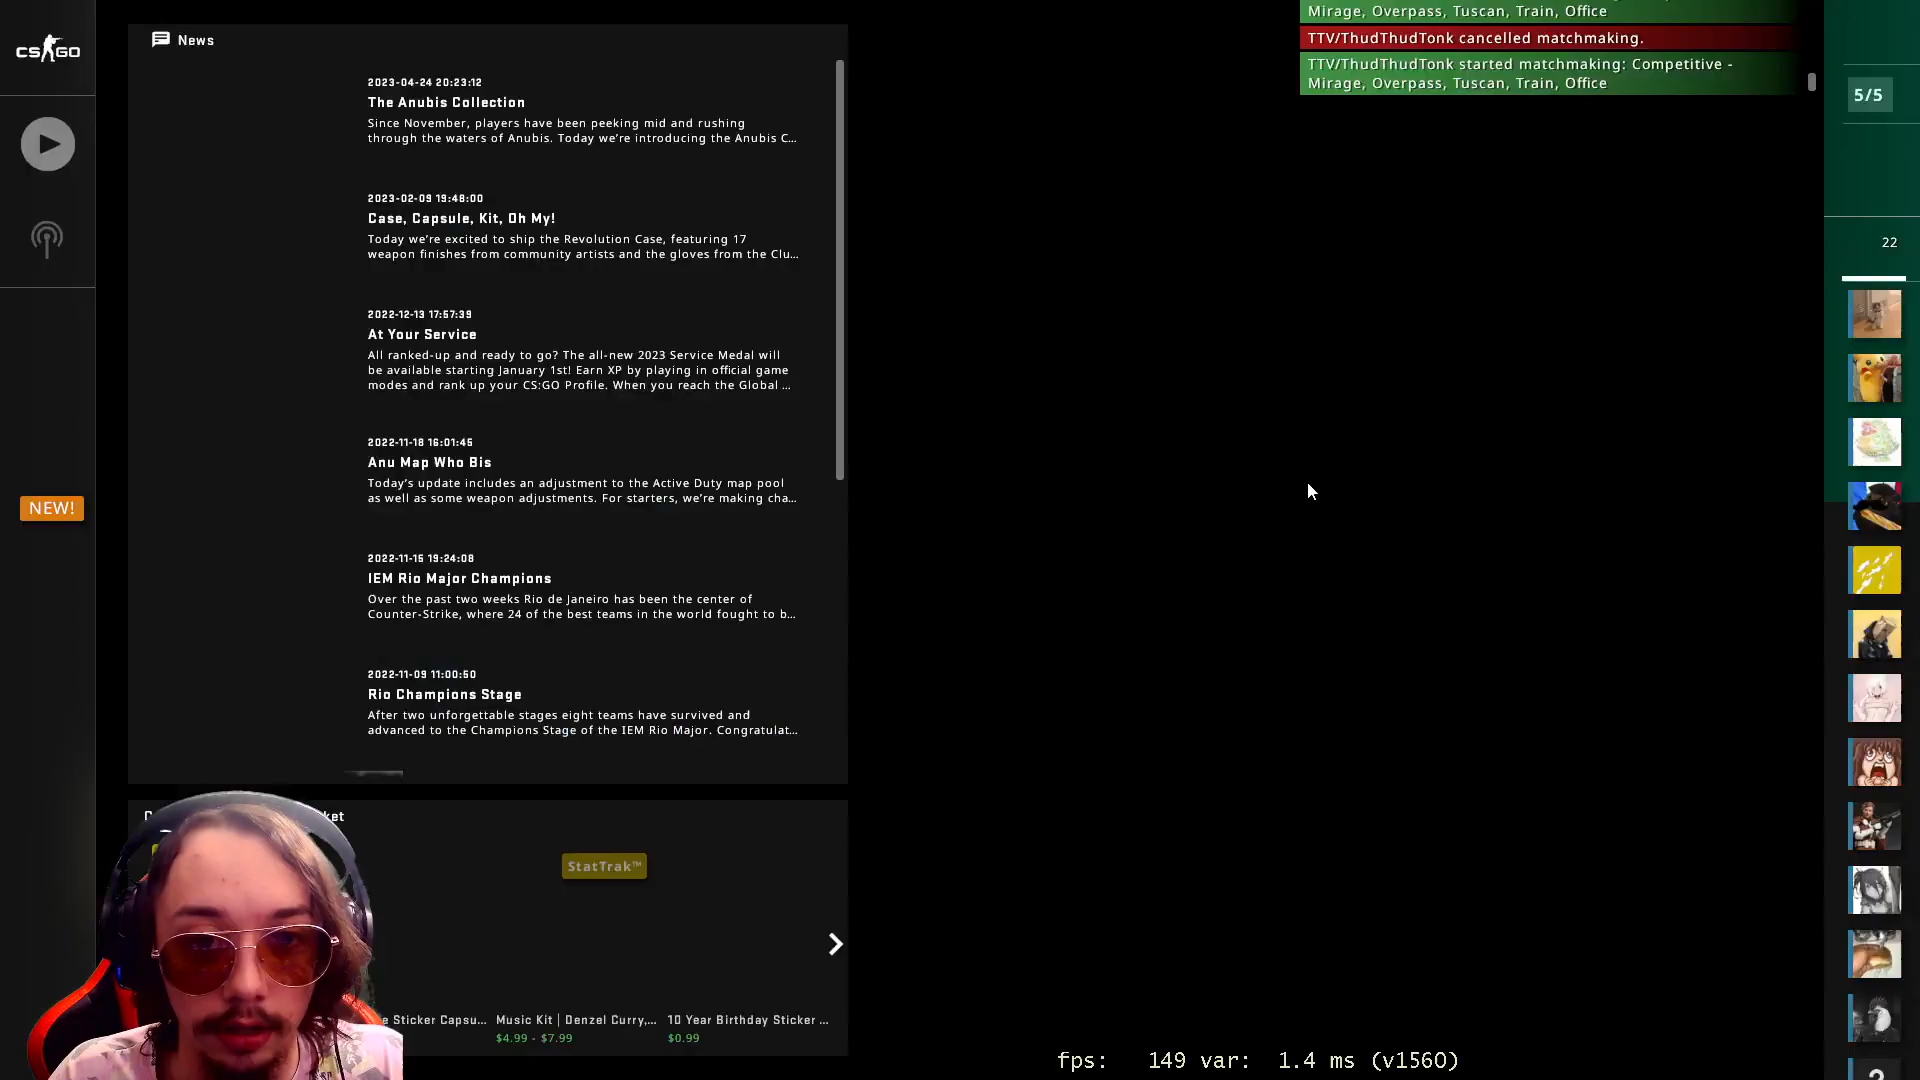 CS GO
News
2023-04-24 20:23:12
The Anubis Collection
Since November, players have been peeking mid and rushing
through the waters of Anubis. Today we're introducing the Anubis C...
2023-02-09 19:48:00
Case, Capsule, Kit, Oh My!
Today we're excited to ship the Revolution Case, featuring 17
weapon finishes from community artists and the gloves from the Clu...
2022-12-13 17:57:39
At Your Service
All ranked-up and ready to go? The all-new 2023 Service Medal will
be available starting January 1st! Earn XP by playing in official game
modes and rank up your CS:GO Profile. When you reach the Global ...
2022-11-18 16:01:45
Anu Map Who Bis
Today's update includes an adjustment to the Active Duty map pool
as well as some weapon adjustments. For starters, we're making cha...
2022-11-15 19:24:08
IEM Rio Major Champions
Over the past two weeks Rio de Janeiro has been the center of
Counter-Strike, where 24 of the best teams in the world fought to b...
2022-11-09 11:00:50
Rio Champions Stage
After two unforgettable stages eight teams have survived and
advanced to the Champions Stage of the IEM Rio Major. Congratulat...
NEW!
StatTrak™
e Sticker Capsu...
Music Kit | Denzel Curry,...
$4.99 - $7.99
10 Year Birthday Sticker ...
$0.99
Mirage, Overpass, Tuscan, Train, Office
TTV/ThudThudTonk cancelled matchmaking.
TTV/ThudThudTonk started matchmaking: Competitive -
Mirage, Overpass, Tuscan, Train, Office
5/5
22
?
fps: 149 var: 1.4 ms (v1560)